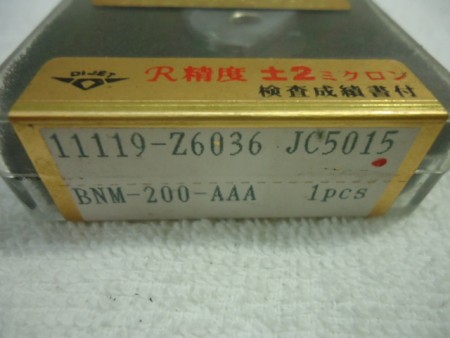 DIJET
R精度 ±2ミクロン
検査成績書付
11119-Z6036 JC5015
BNM-200-AAA 1pcs